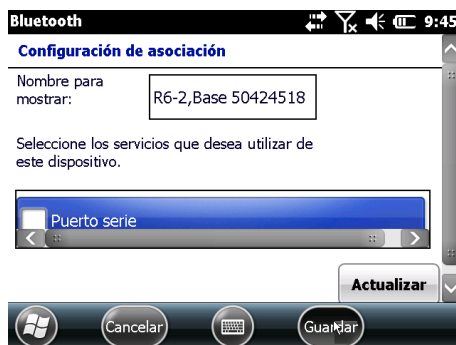 Bluetooth 9:45
Configuración de asociación
Nombre para
mostrar:
R6-2,Base 50424518
Seleccione los servicios que desea utilizar de
este dispositivo.
Puerto serie
Actualizar
Cancelar Guardar